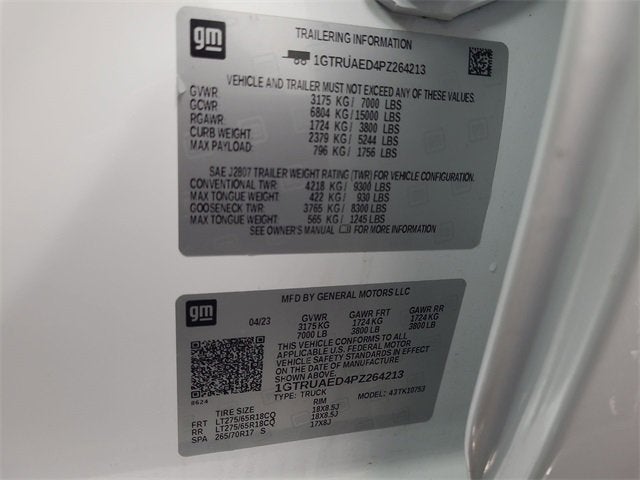 gm
TRAILERING INFORMATION
1GTRUAED4PZ264213
VEHICLE AND TRAILER MUST NOT EXCEED ANY OF THESE VALUES.
GVWR: 3175 KG / 7000 LBS
GCWR: 6804 KG / 15000 LBS
RGAWR: 1724 KG / 3800 LBS
CURB WEIGHT: 2379 KG / 5244 LBS
MAX PAYLOAD: 796 KG / 1756 LBS
SAE J2807 TRAILER WEIGHT RATING (TWR) FOR VEHICLE CONFIGURATION.
CONVENTIONAL TWR: 4218 KG / 9300 LBS
MAX TONGUE WEIGHT: 422 KG / 930 LBS
GOOSENECK TWR: 3765 KG / 8300 LBS
MAX TONGUE WEIGHT: 565 KG / 1245 LBS
SEE OWNER'S MANUAL FOR MORE INFORMATION
gm
MFD BY GENERAL MOTORS LLC
04/23 GVWR GAWR FRT GAWR RR
3175 KG 1724 KG 1724 KG
7000 LB 3800 LB 3800 LB
THIS VEHICLE CONFORMS TO ALL
APPLICABLE U.S. FEDERAL MOTOR
VEHICLE SAFETY STANDARDS IN EFFECT
ON THE DATE OF MANUFACTURE
SHOWN ABOVE.
1GTRUAED4PZ264213
8624 TYPE: TRUCK MODEL: 43TK10753
TIRE SIZE RIM
FRT LT275/65R18CQ 18X8.5J
RR LT275/65R18CQ 18X8.5J
SPA 265/70R17 S 17X8J